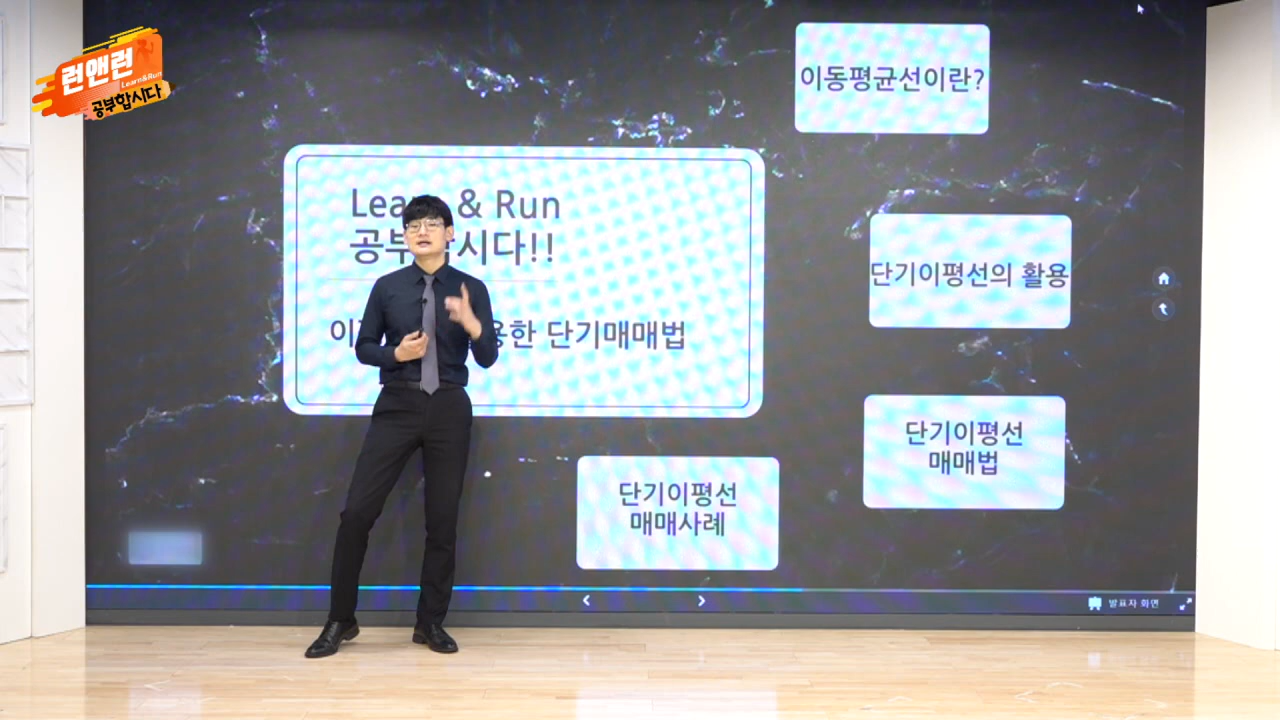 런앤런
Learn&Run
공부합시다
Learn & Run
공부합시다!!
용한 단기매매법
이동평균선이란?
단기이평선의 활용
단기이평선
매매법
단기이평선
매매사례
발표자 화면